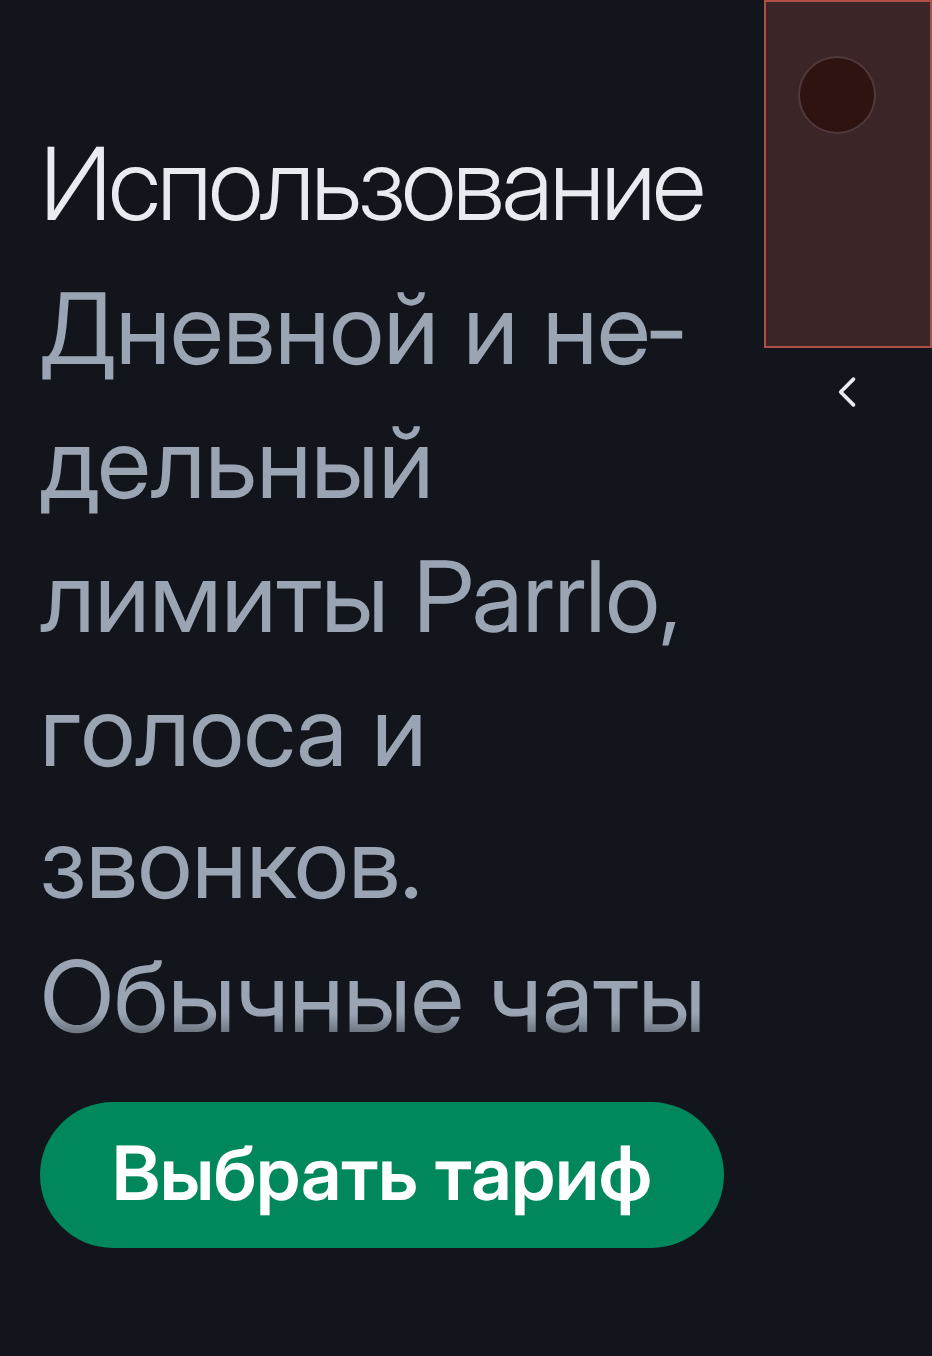 Использование
Дневной и не-
дельный
лимиты Parrlo,
голоса и
звонков.
Обычные чаты
Выбрать тариф